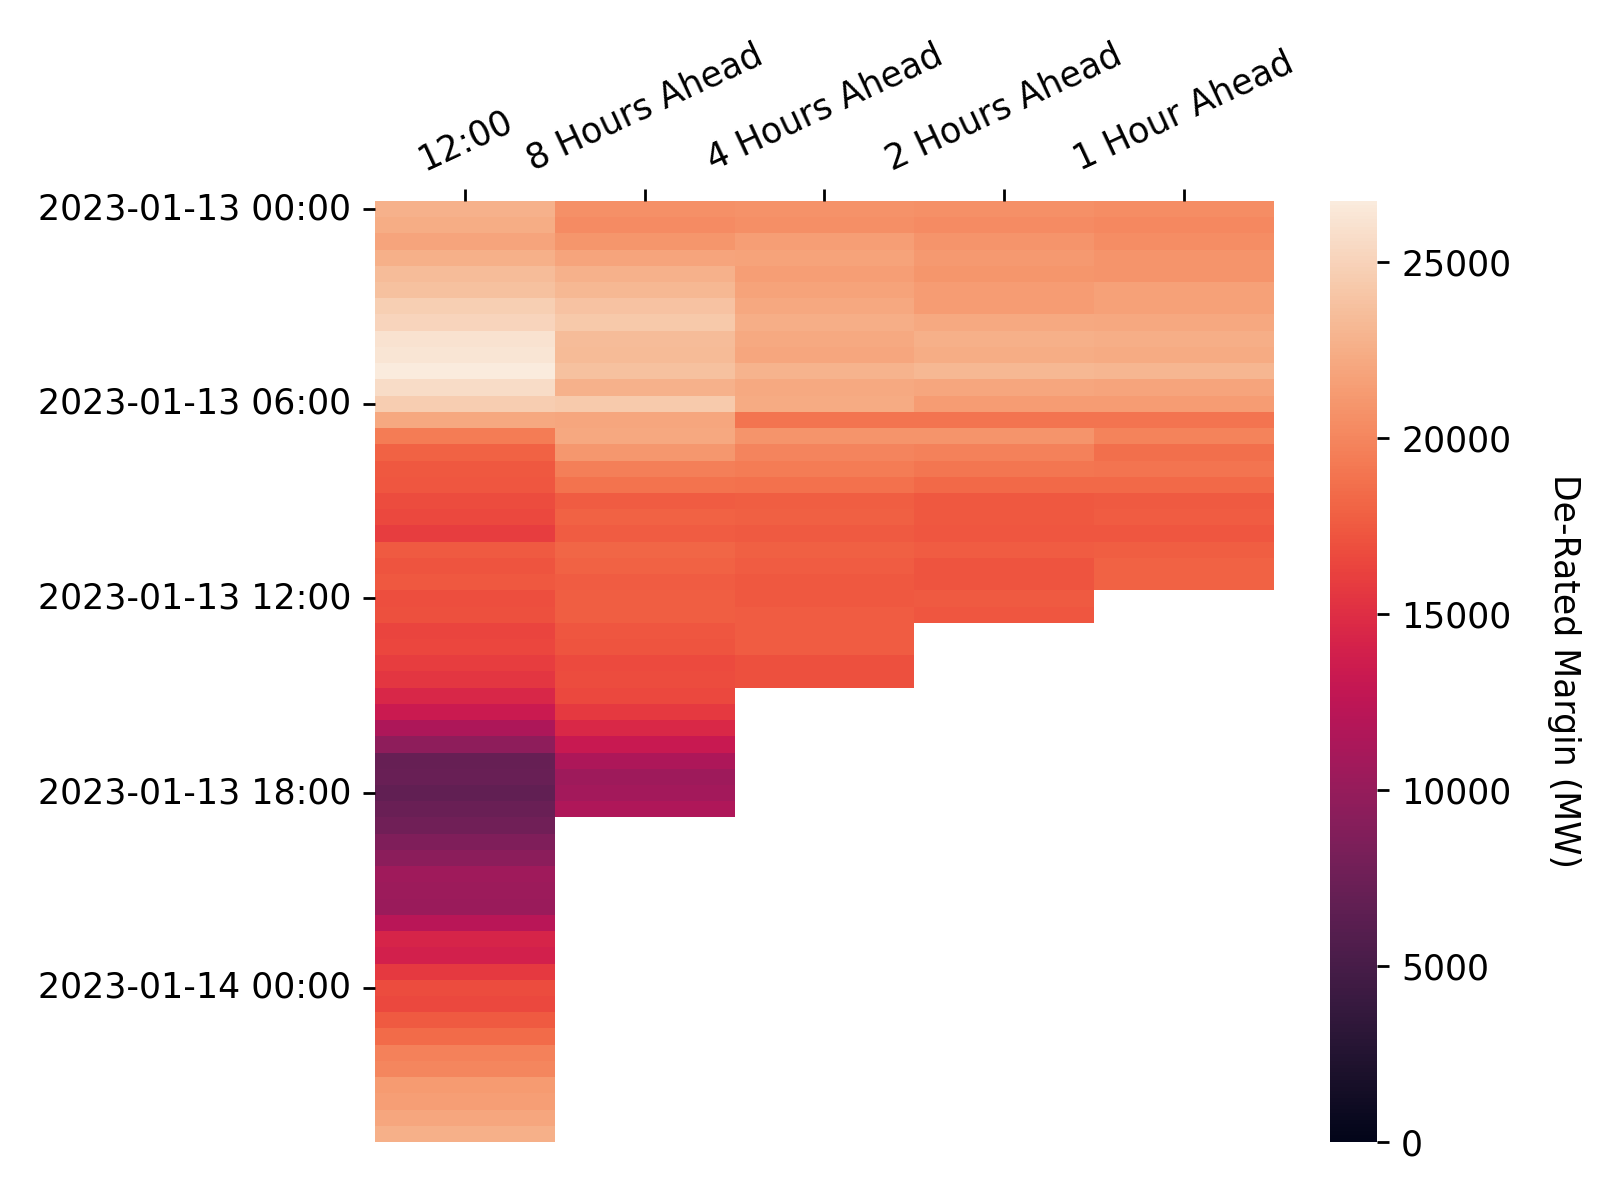 12:00
8 Hours Ahead
4 Hours Ahead
2 Hours Ahead
1 Hour Ahead
2023-01-13 00:00
2023-01-13 06:00
2023-01-13 12:00
2023-01-13 18:00
2023-01-14 00:00
25000
20000
15000
10000
5000
0
De-Rated Margin (MW)